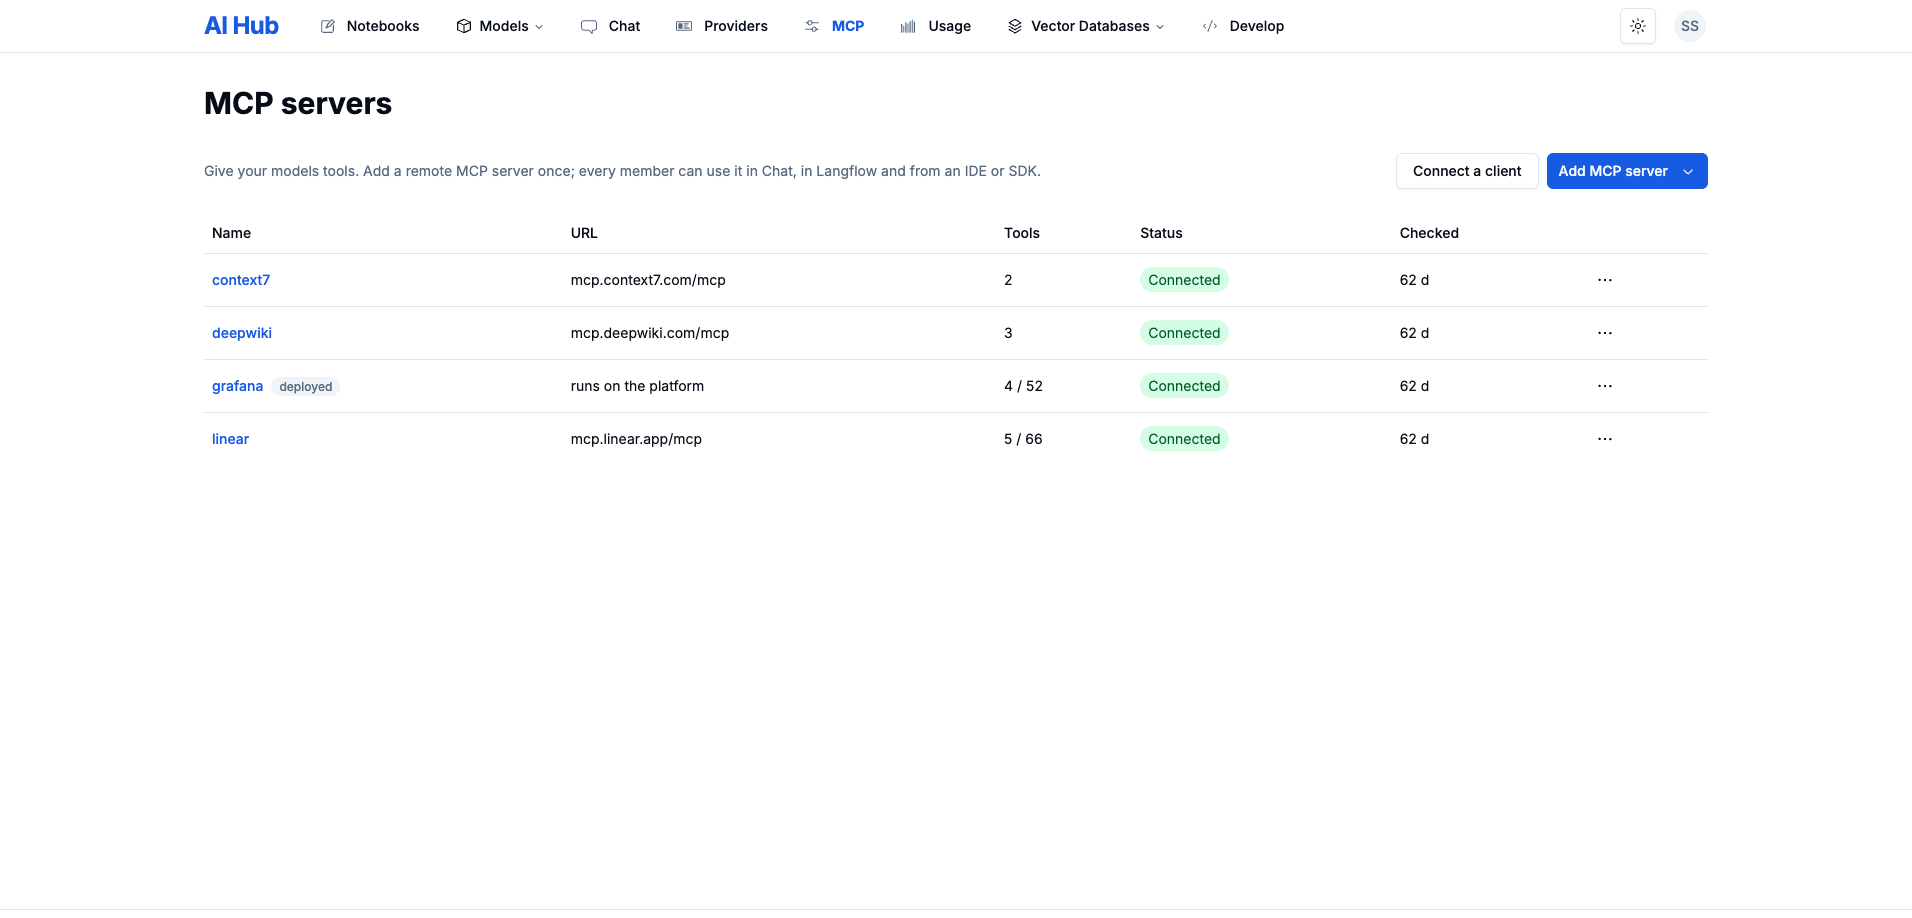 AI Hub Notebooks Models Chat Providers MCP Usage Vector Databases Develop SS
MCP servers
Give your models tools. Add a remote MCP server once; every member can use it in Chat, in Langflow and from an IDE or SDK. Connect a client Add MCP server
Name URL Tools Status Checked
context7 mcp.context7.com/mcp 2 Connected 62 d
deepwiki mcp.deepwiki.com/mcp 3 Connected 62 d
grafana deployed runs on the platform 4 / 52 Connected 62 d
linear mcp.linear.app/mcp 5 / 66 Connected 62 d